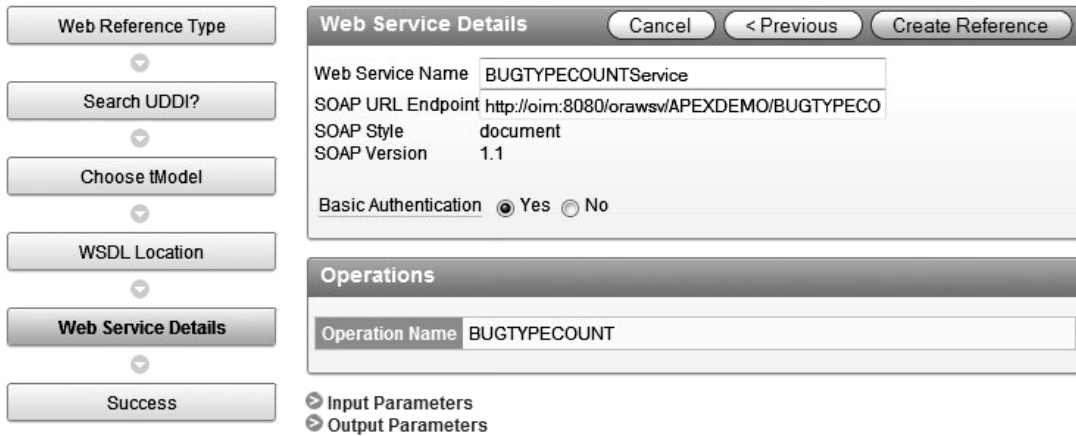 Web Reference Type
Search UDDI?
Choose tModel
WSDL Location
Web Service Details
Success
Web Service Details
Cancel
< Previous
Create Reference
Web Service Name BUGTYPECOUNTService
SOAP URL Endpoint http://oim:8080/orawsv/APEXDEMO/BUGTYPECO
SOAP Style document
SOAP Version 1.1
Basic Authentication Yes No
Operations
Operation Name BUGTYPECOUNT
Input Parameters
Output Parameters